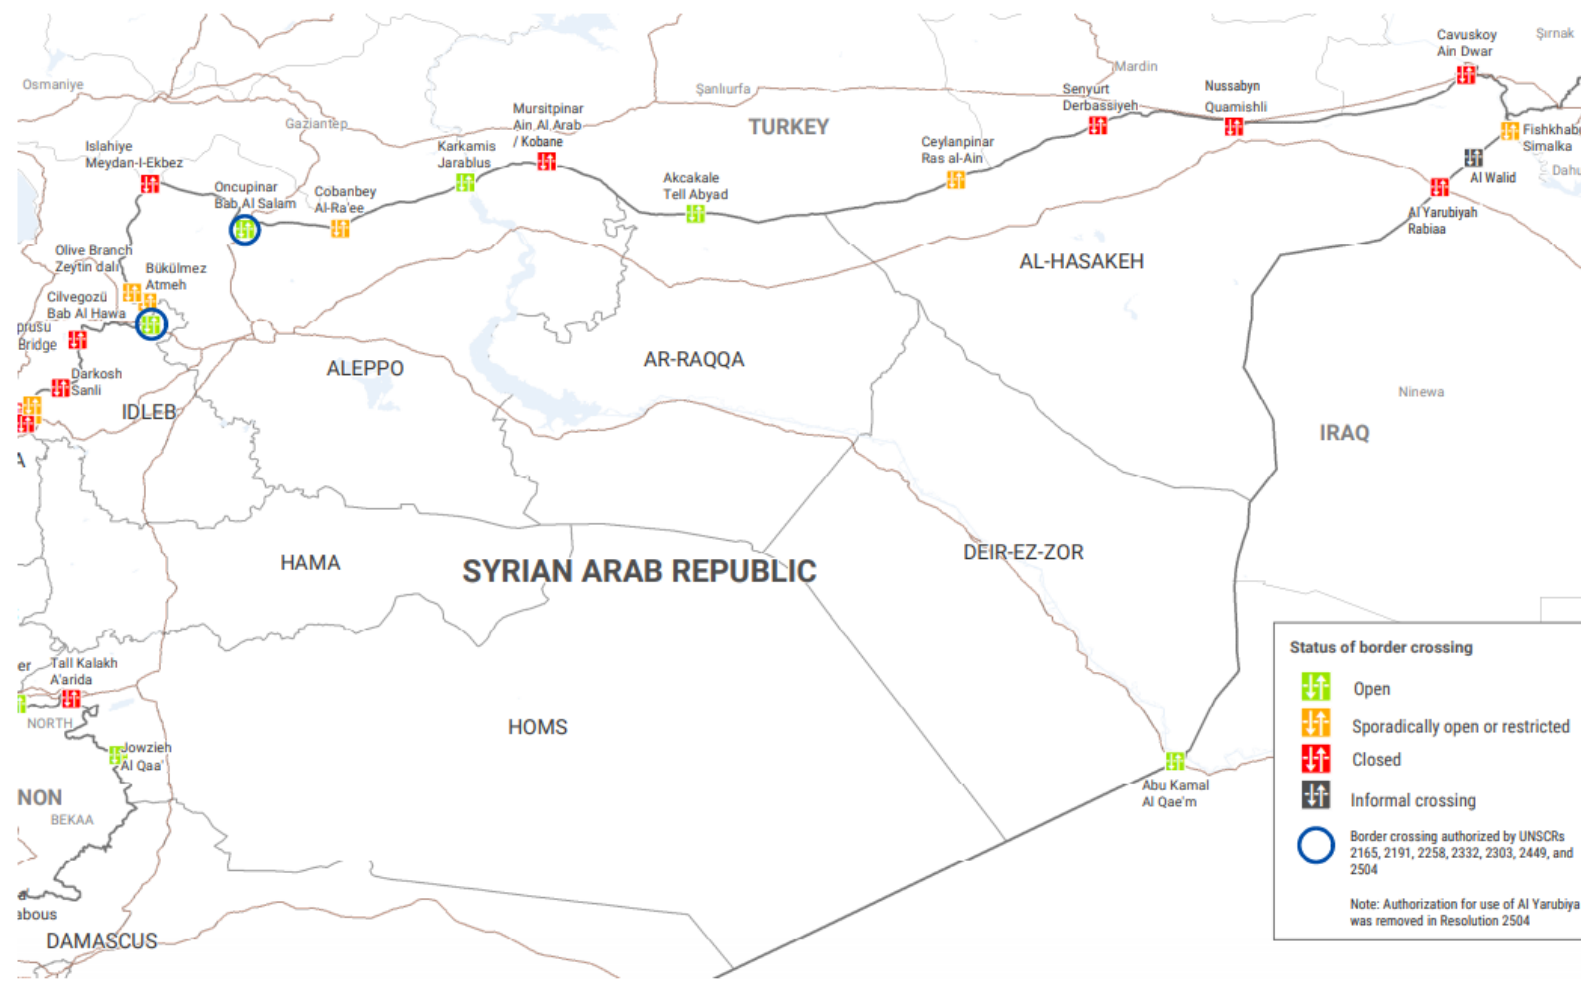 Cavuskoy
Ain Dwar
Şırnak
Osmaniye
Mardin
Şanlıurfa
Senyurt
Derbassiyeh
Nussabyn
Quamishli
Mursitpinar
Ain Al Arab
/ Kobane
Gaziantep
TURKEY
Fishkhabu
Simalka
Islahiye
Meydan-I-Ekbez
Karkamis
Jarablus
Ceylanpinar
Ras al-Ain
Al Walid
Dahu
Oncupinar
Bab Al Salam
Cobanbey
Al-Ra'ee
Akcakale
Tell Abyad
Al Yarubiyah
Rabiaa
Olive Branch
Zeytin dalı
Bükülmez
Atmeh
AL-HASAKEH
Cilvegozü
Bab Al Hawa
prusu
Bridge
ALEPPO
AR-RAQQA
Darkosh
Sanli
IDLEB
Ninewa
IRAQ
A
HAMA
SYRIAN ARAB REPUBLIC
DEIR-EZ-ZOR
er
Tall Kalakh
A'arida
NORTH
HOMS
Jowzieh
Al Qaa'
NON
BEKAA
Abu Kamal
Al Qae'm
abous
DAMASCUS
Status of border crossing
Open
Sporadically open or restricted
Closed
Informal crossing
Border crossing authorized by UNSCRs
2165, 2191, 2258, 2332, 2303, 2449, and
2504
Note: Authorization for use of Al Yarubiya
was removed in Resolution 2504